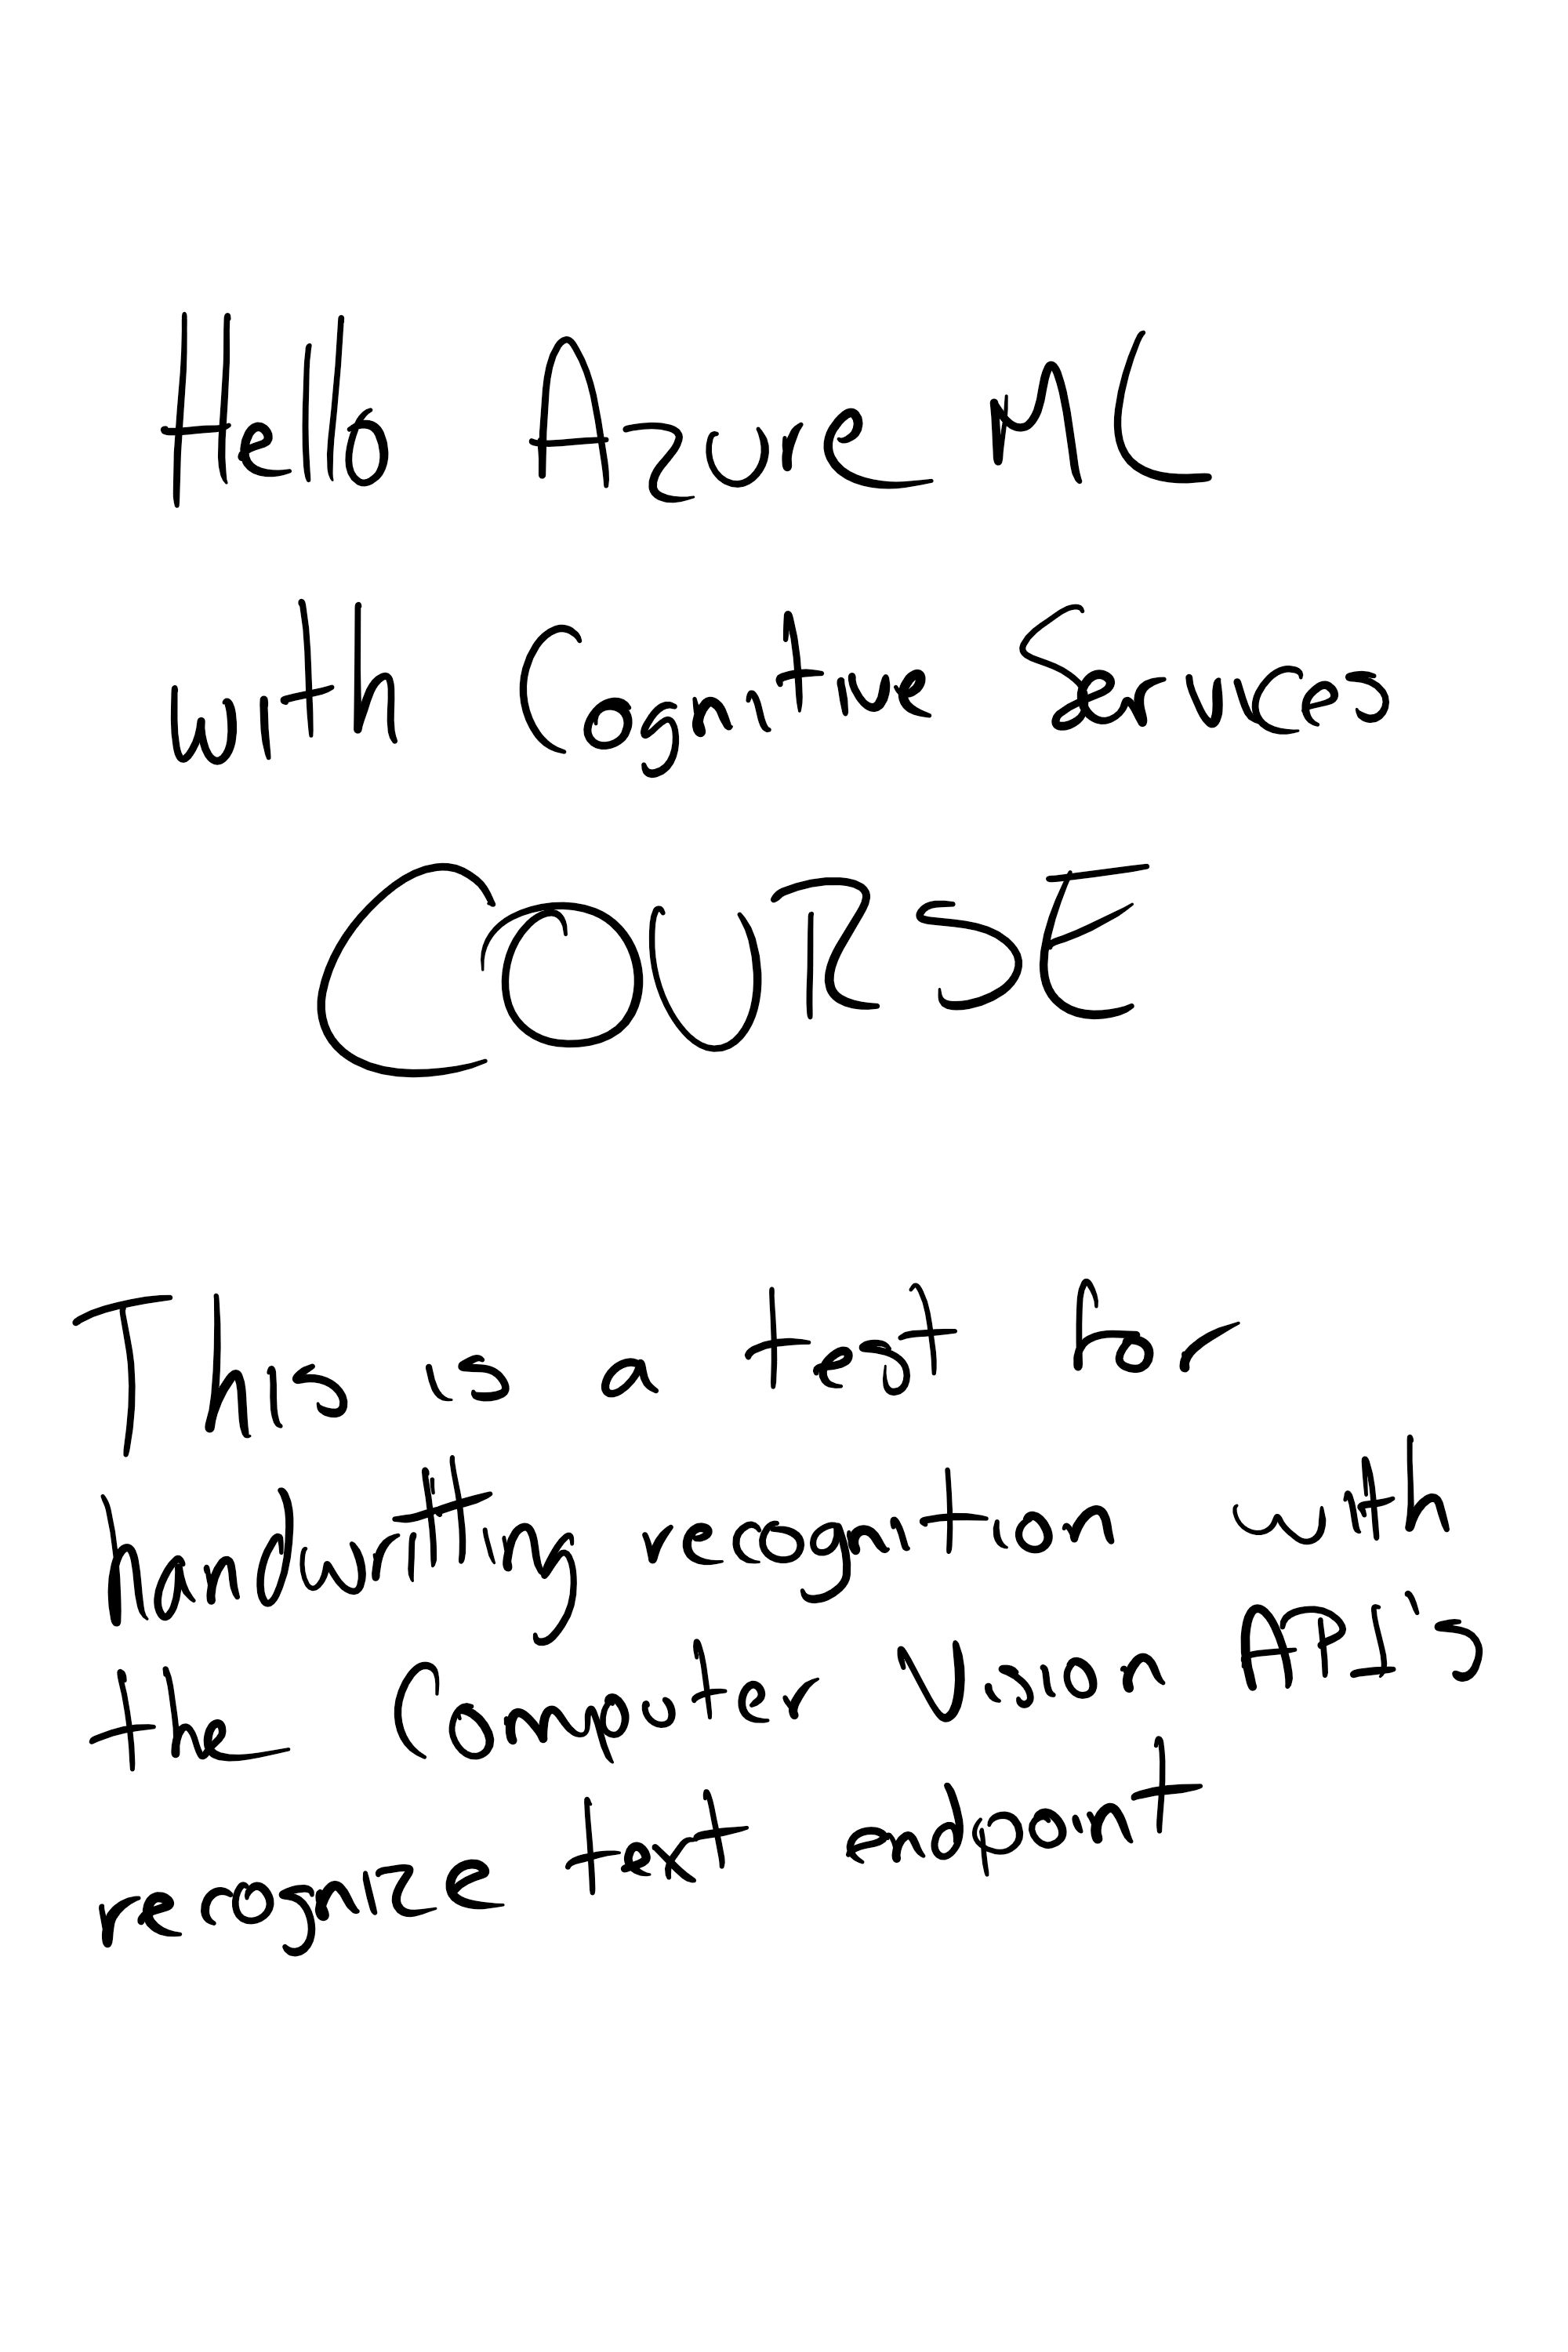 Hello Azure ML
with Cognitive Services
COURSE
This is a test for
handwritting recognition with
the Computer Vision API's
recognize text endpoint